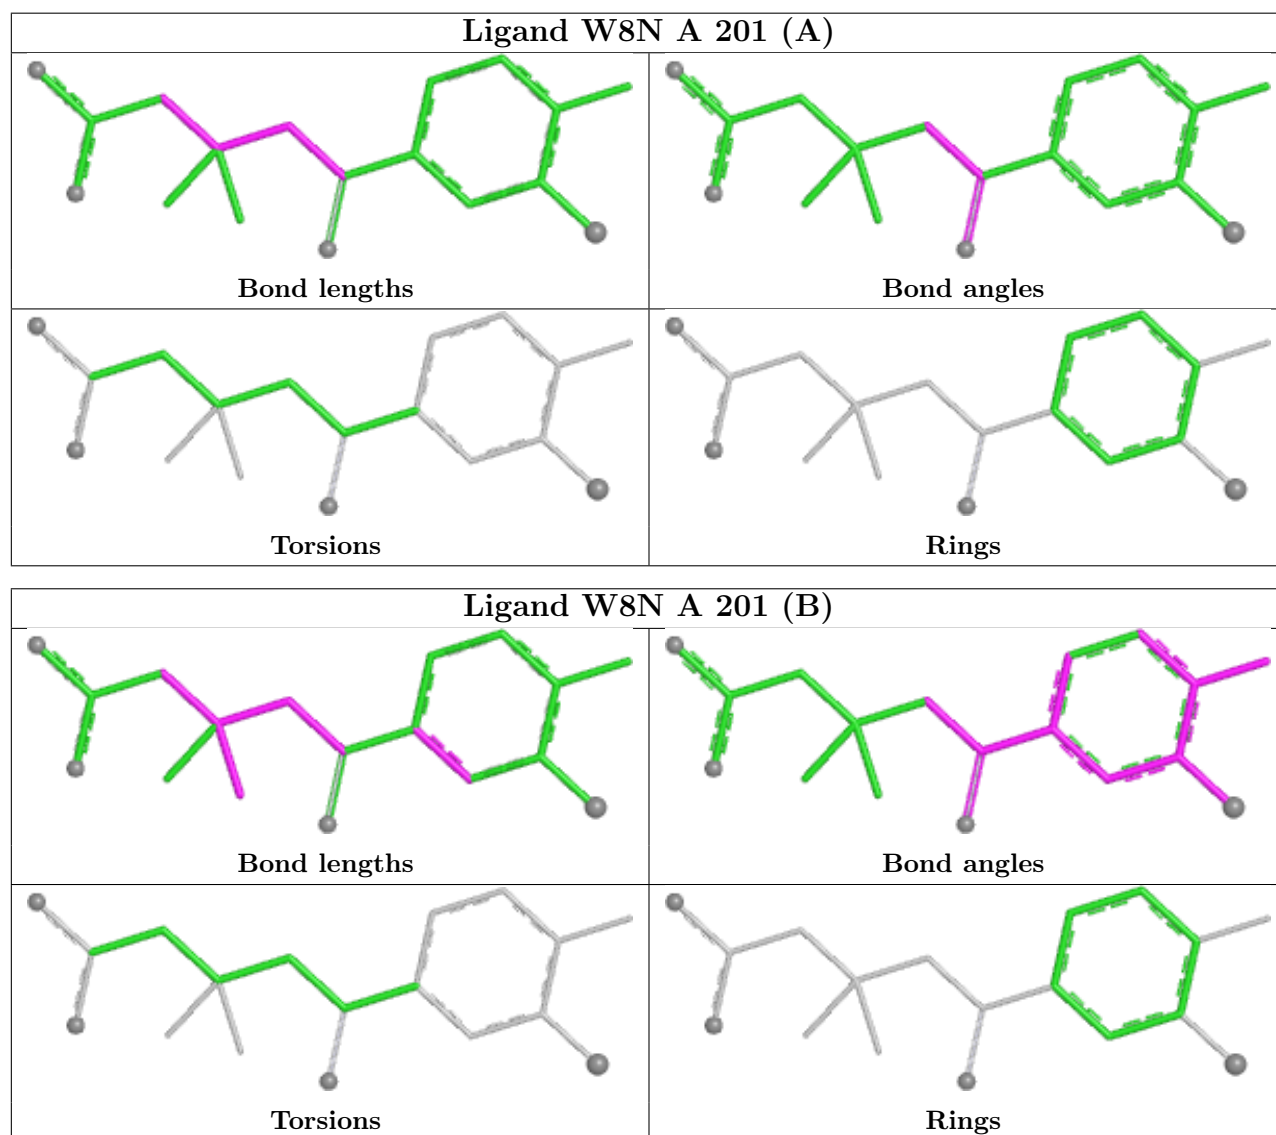 Ligand W8N A 201 (A)
Bond lengths
Bond angles
Torsions
Rings
Ligand W8N A 201 (B)
Bond lengths
Bond angles
Torsions
Rings